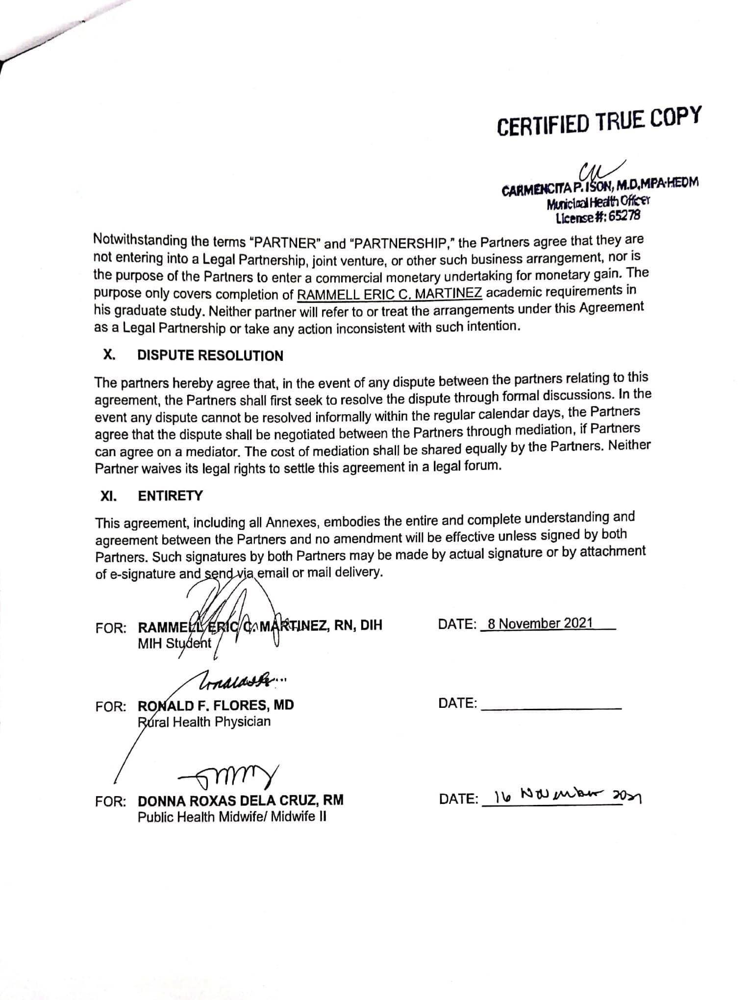 CERTIFIED TRUE COPY
CARMENCITA P. ISON, M.D,MPA-HEDM
Municipal Health Officer
License#: 65278
Notwithstanding the terms “PARTNER” and “PARTNERSHIP,” the Partners agree that they are
not entering into a Legal Partnership, joint venture, or other such business arrangement, nor is
the purpose of the Partners to enter a commercial monetary undertaking for monetary gain. The
purpose only covers completion of RAMMELL ERIC C. MARTINEZ academic requirements in
his graduate study. Neither partner will refer to or treat the arrangements under this Agreement
as a Legal Partnership or take any action inconsistent with such intention.
X. DISPUTE RESOLUTION
The partners hereby agree that, in the event of any dispute between the partners relating to this
agreement, the Partners shall first seek to resolve the dispute through formal discussions. In the
event any dispute cannot be resolved informally within the regular calendar days, the Partners
agree that the dispute shall be negotiated between the Partners through mediation, if Partners
can agree on a mediator. The cost of mediation shall be shared equally by the Partners. Neither
Partner waives its legal rights to settle this agreement in a legal forum.
XI. ENTIRETY
This agreement, including all Annexes, embodies the entire and complete understanding and
agreement between the Partners and no amendment will be effective unless signed by both
Partners. Such signatures by both Partners may be made by actual signature or by attachment
of e-signature and send via email or mail delivery.
FOR: RAMMELL ERIC C. MARTINEZ, RN, DIH DATE: 8 November 2021
MIH Student
FOR: RONALD F. FLORES, MD DATE:
Rural Health Physician
FOR: DONNA ROXAS DELA CRUZ, RM DATE: 16 November 2021
Public Health Midwife/ Midwife II